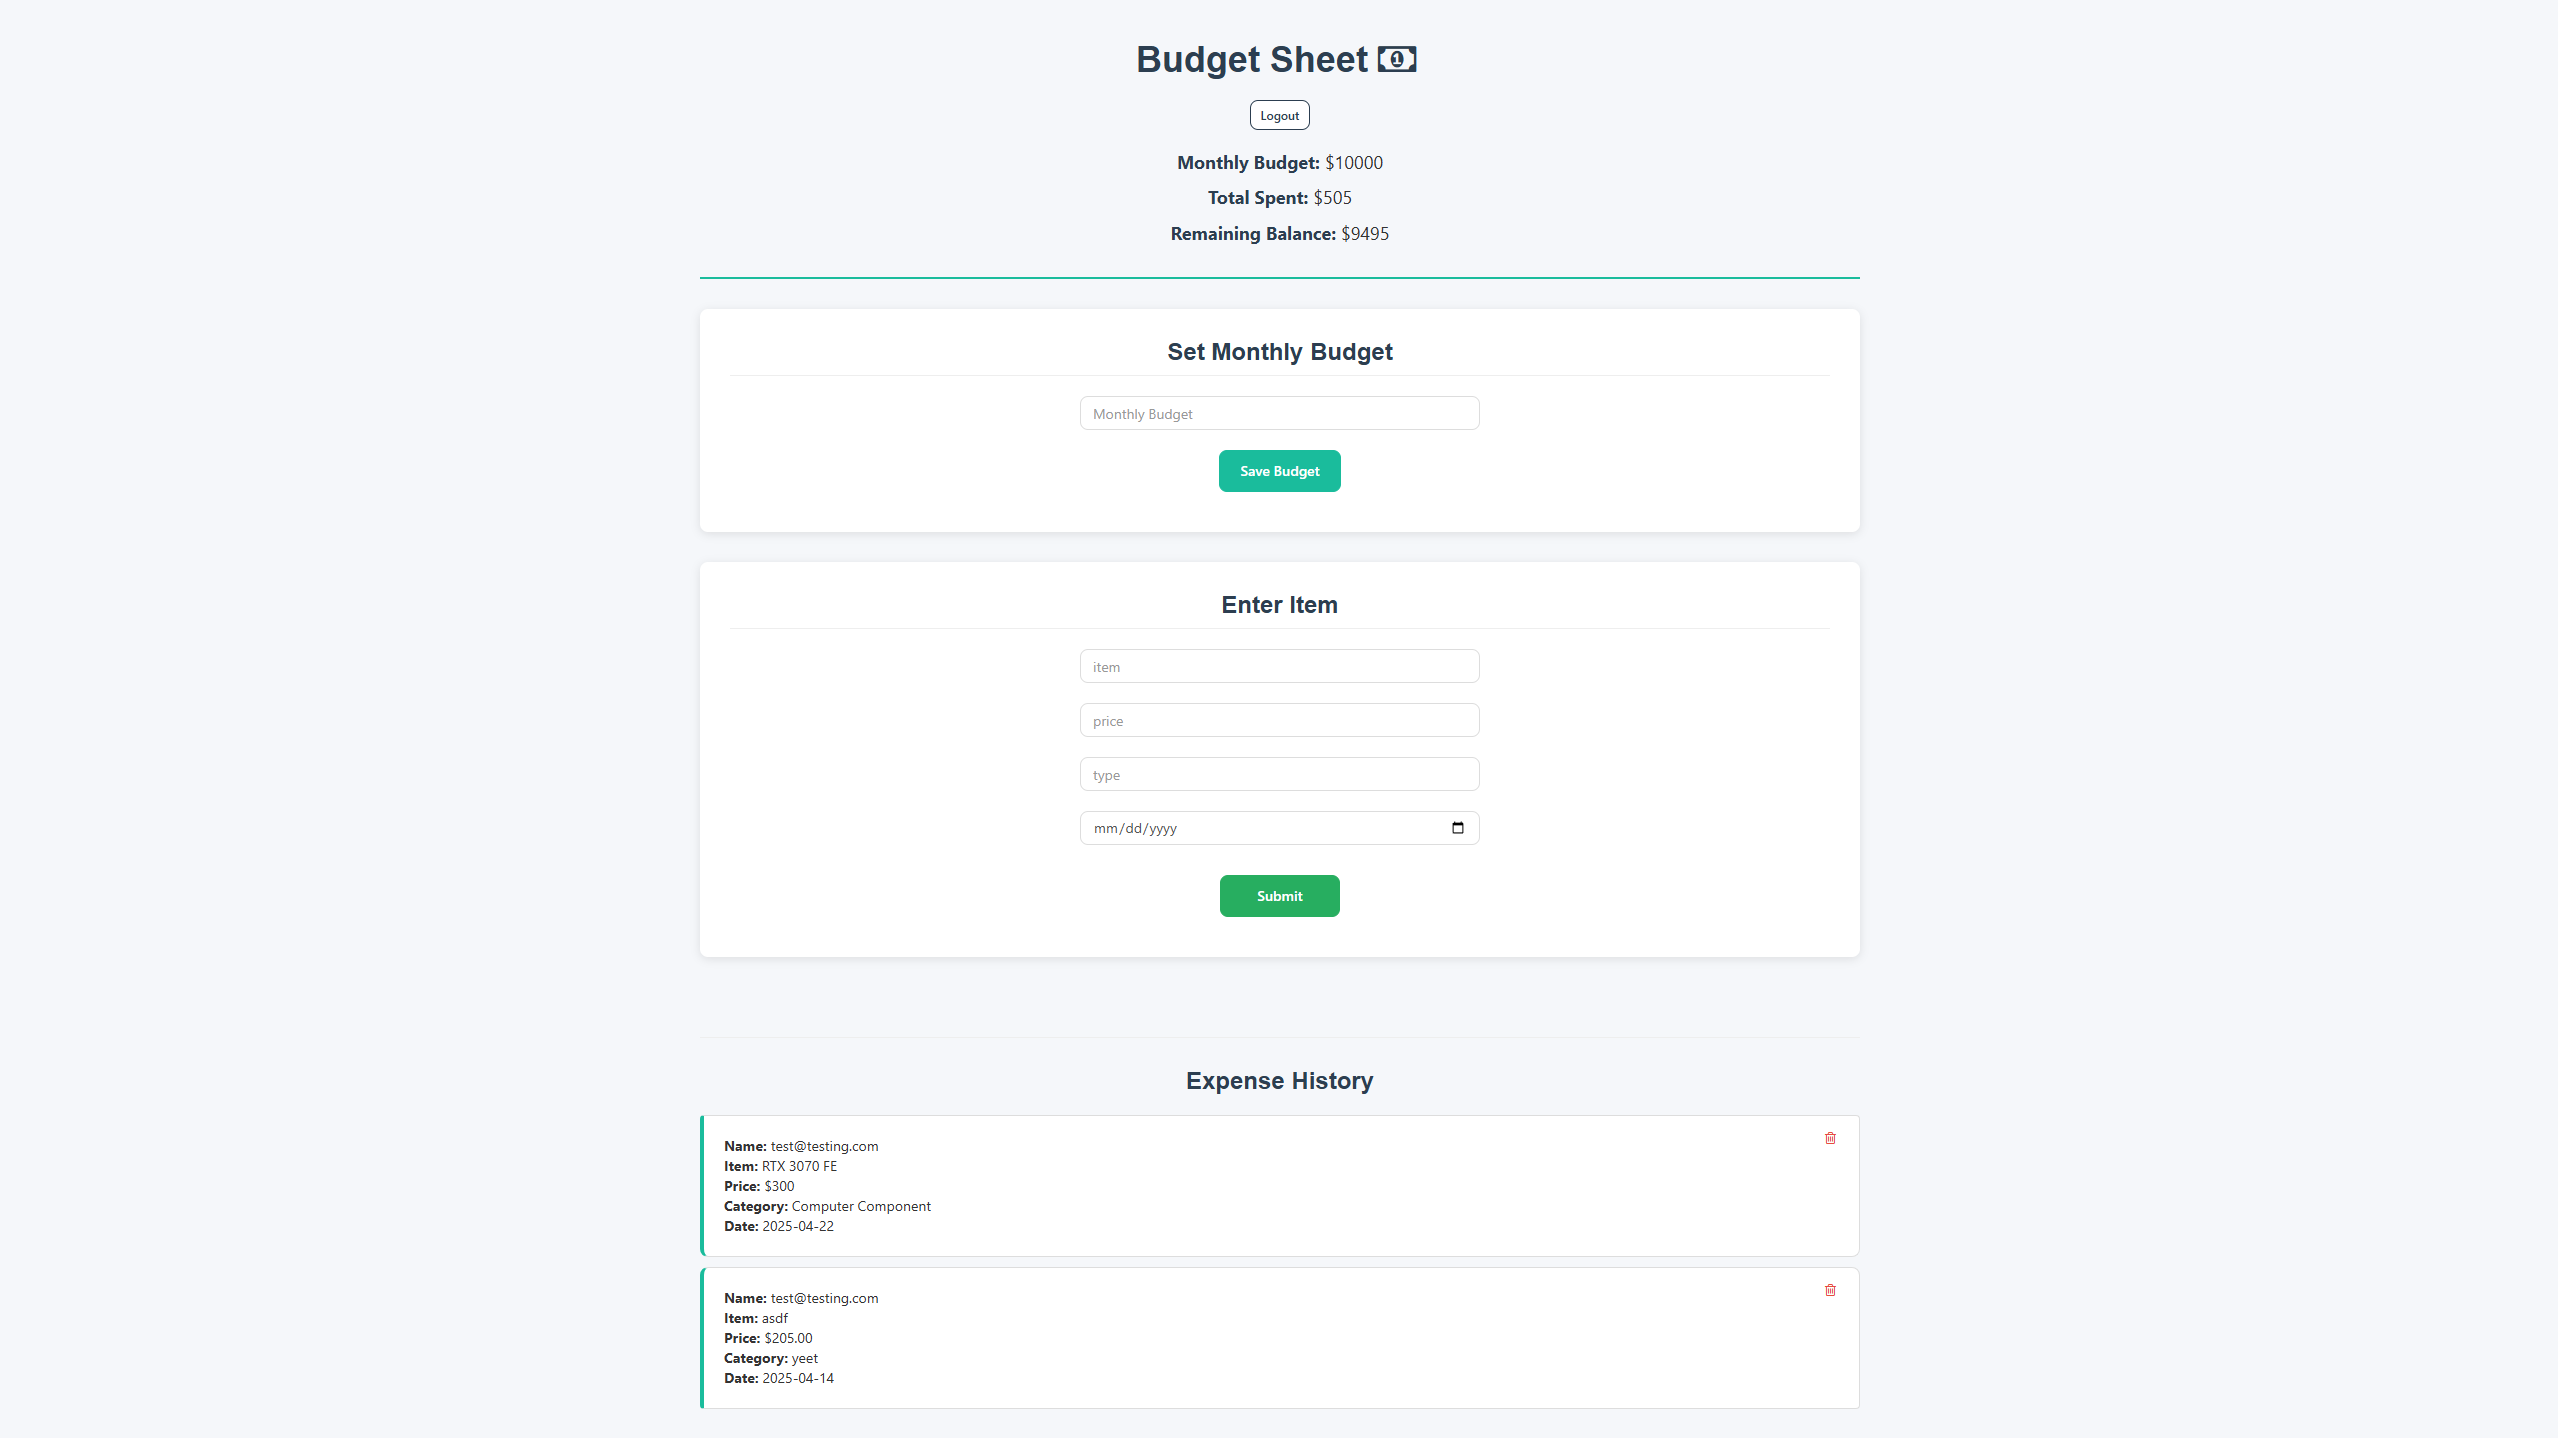 Budget Sheet
Logout
Monthly Budget: $10000
Total Spent: $505
Remaining Balance: $9495
Set Monthly Budget
Monthly Budget
Save Budget
Enter Item
item
price
type
mm/dd/yyyy
Submit
Expense History
Name: test@testing.com
Item: RTX 3070 FE
Price: $300
Category: Computer Component
Date: 2025-04-22
Name: test@testing.com
Item: asdf
Price: $205.00
Category: yeet
Date: 2025-04-14